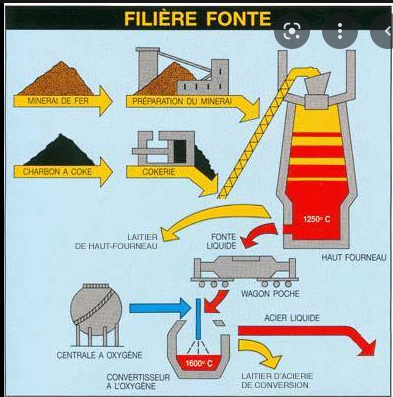 FILIÈRE FONTE
MINERAI DE FER
PRÉPARATION DU MINERAI
CHARBON A COKE
COKERIE
1250° C
LAITIER
DE HAUT-FOURNEAU
FONTE
LIQUIDE
HAUT FOURNEAU
WAGON POCHE
ACIER LIQUIDE
CENTRALE A OXYGÈNE
1600° C
CONVERTISSEUR
A L'OXYGÈNE
LAITIER D'ACIERIE
DE CONVERSION